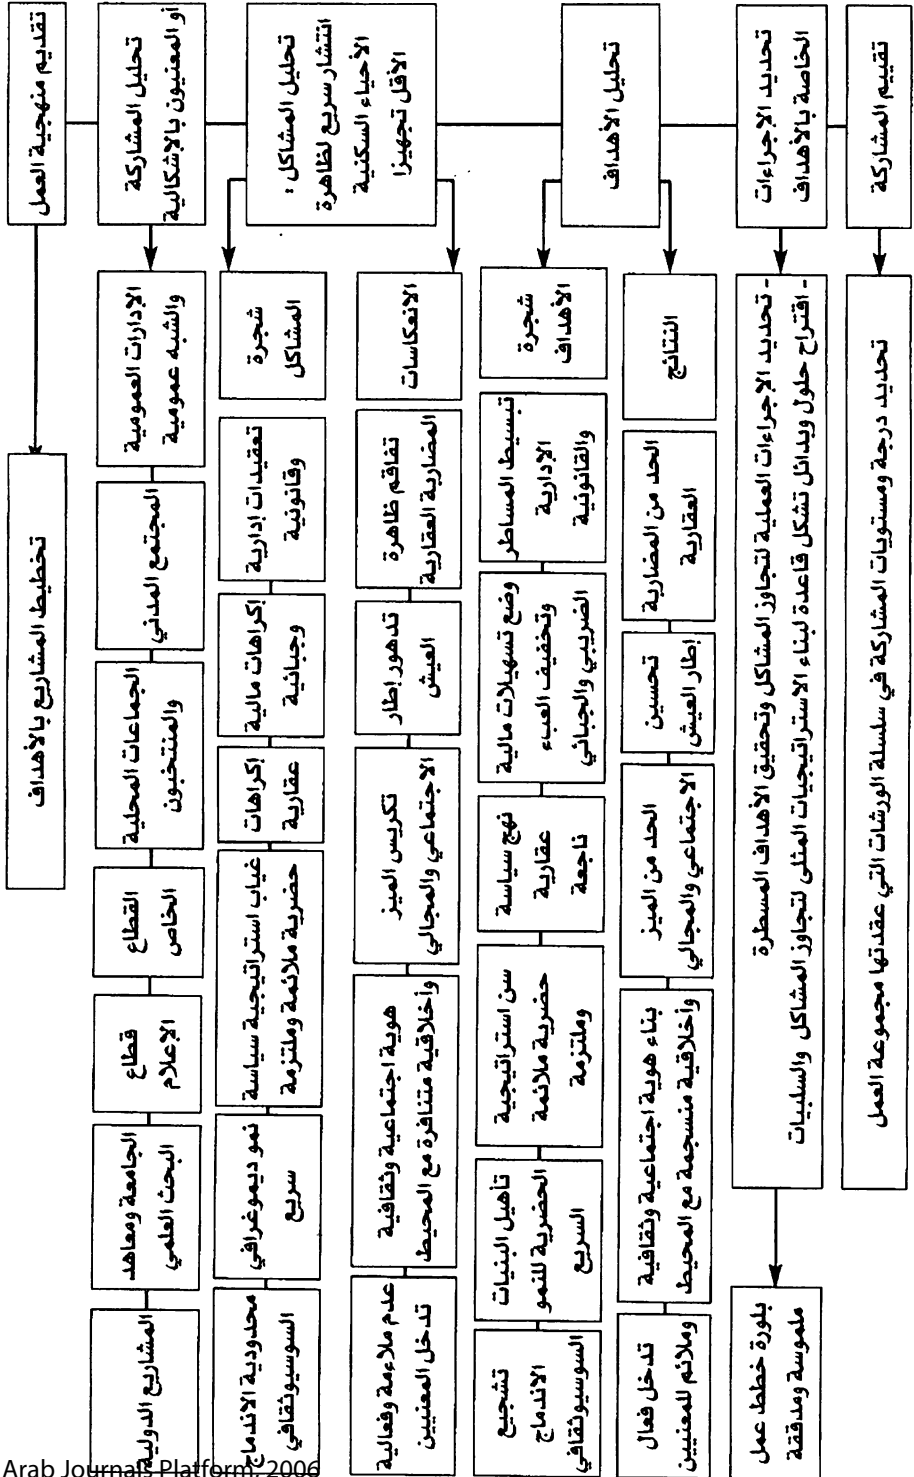 تقديم منهجية العمل
تخطيط المشاريع بالأهداف
تحليل المشاركة
أو المعنيون بالإشكالية
الإدارات العمومية
والشبه عمومية
المجتمع المدني
الجماعات المحلية
والمنتخبون
القطاع
الخاص
قطاع
الإعلام
الجامعة ومعاهد
البحث العلمي
المشاريع الدولية
تحليل المشاكل :
انتشار سريع لظاهرة
الأحياء السكنية
الأقل تجهيزا
شجرة
المشاكل
تعقيدات إدارية
وقانونية
إكراهات مالية
وجبائية
إكراهات
عقارية
غياب استراتيجية سياسة
حضرية ملائمة وملتزمة
نمو ديموغرافي
سريع
محدودية الاندماج
السوسيوثقافي
الانعكاسات
تفاقم ظاهرة
المضاربة العقارية
تدهور إطار
العيش
تكريس الميز
الاجتماعي والمجالي
هوية اجتماعية وثقافية
وأخلاقية متنافرة مع المحيط
عدم ملاءمة وفعالية
تدخل المعنيين
تحليل الأهداف
شجرة
الأهداف
تبسيط المساطر
الإدارية
والقانونية
وضع تسهيلات مالية
وتخفيف العبء
الضريبي والجبائي
نهج سياسة
عقارية
ناجعة
سن استراتيجية
حضرية ملائمة
وملتزمة
تأهيل البنيات
الحضرية للنمو
السريع
تشجيع
الاندماج
السوسيوثقافي
النتائج
الحد من المضاربة
العقارية
تحسين
إطار العيش
الحد من الميز
الاجتماعي والمجالي
بناء هوية اجتماعية وثقافية
وأخلاقية منسجمة مع المحيط
تدخل فعال
وملائم للمعنيين
تحديد الإجراءات
الخاصة بالأهداف
- تحديد الإجراءات العملية لتجاوز المشاكل وتحقيق الأهداف المسطرة
- اقتراح حلول وبدائل تشكل قاعدة لبناء الاستراتيجيات المثلى لتجاوز المشاكل والسلبيات
بلورة خطط عمل
ملموسة ومدققة
تقييم المشاركة
تحديد درجة ومستويات المشاركة في سلسلة الورشات التي عقدتها مجموعة العمل
Arab Journals Platform, 2006